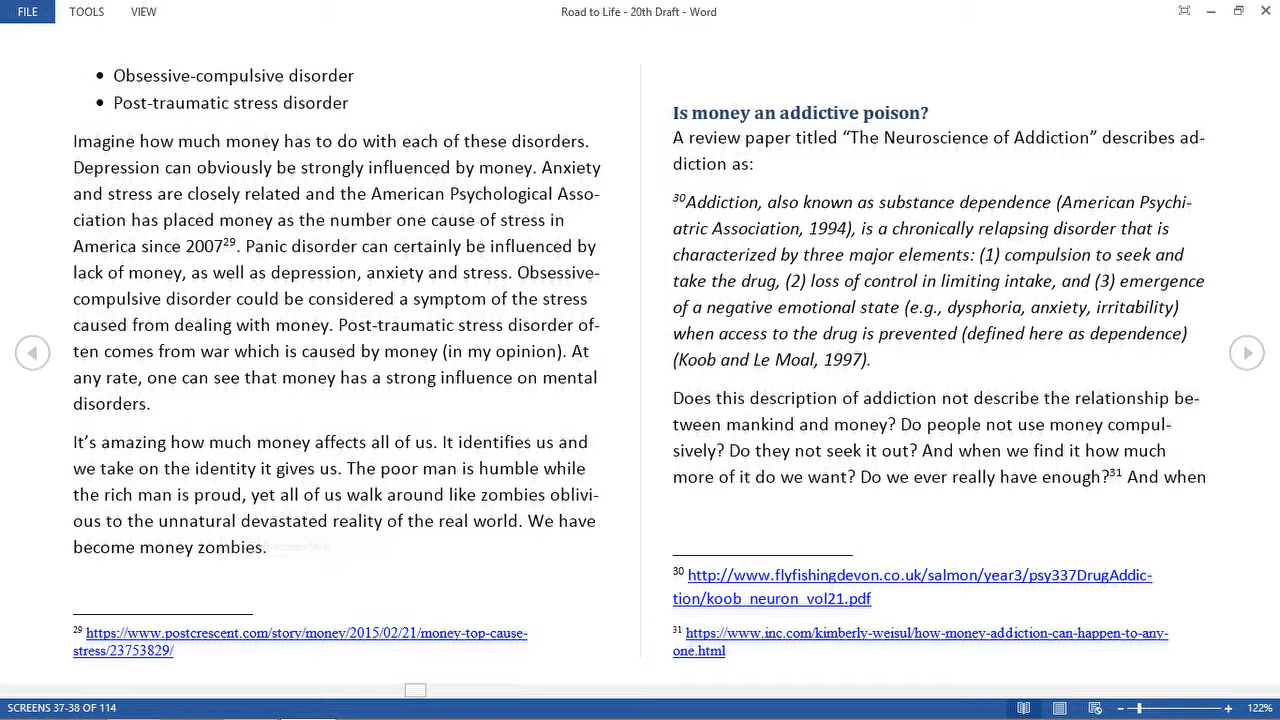 FILE TOOLS VIEW
Road to Life - 20th Draft - Word
• Obsessive-compulsive disorder
• Post-traumatic stress disorder
Imagine how much money has to do with each of these disorders.
Depression can obviously be strongly influenced by money. Anxiety
and stress are closely related and the American Psychological Asso-
ciation has placed money as the number one cause of stress in
America since 2007²⁹. Panic disorder can certainly be influenced by
lack of money, as well as depression, anxiety and stress. Obsessive-
compulsive disorder could be considered a symptom of the stress
caused from dealing with money. Post-traumatic stress disorder of-
ten comes from war which is caused by money (in my opinion). At
any rate, one can see that money has a strong influence on mental
disorders.
It’s amazing how much money affects all of us. It identifies us and
we take on the identity it gives us. The poor man is humble while
the rich man is proud, yet all of us walk around like zombies oblivi-
ous to the unnatural devastated reality of the real world. We have
become money zombies.
²⁹ https://www.postcrescent.com/story/money/2015/02/21/money-top-cause-
stress/23753829/
Is money an addictive poison?
A review paper titled “The Neuroscience of Addiction” describes ad-
diction as:
³⁰Addiction, also known as substance dependence (American Psychi-
atric Association, 1994), is a chronically relapsing disorder that is
characterized by three major elements: (1) compulsion to seek and
take the drug, (2) loss of control in limiting intake, and (3) emergence
of a negative emotional state (e.g., dysphoria, anxiety, irritability)
when access to the drug is prevented (defined here as dependence)
(Koob and Le Moal, 1997).
Does this description of addiction not describe the relationship be-
tween mankind and money? Do people not use money compul-
sively? Do they not seek it out? And when we find it how much
more of it do we want? Do we ever really have enough?³¹ And when
³⁰ http://www.flyfishingdevon.co.uk/salmon/year3/psy337DrugAddic-
tion/koob_neuron_vol21.pdf
³¹ https://www.inc.com/kimberly-weisul/how-money-addiction-can-happen-to-any-
one.html
SCREENS 37-38 OF 114
122%